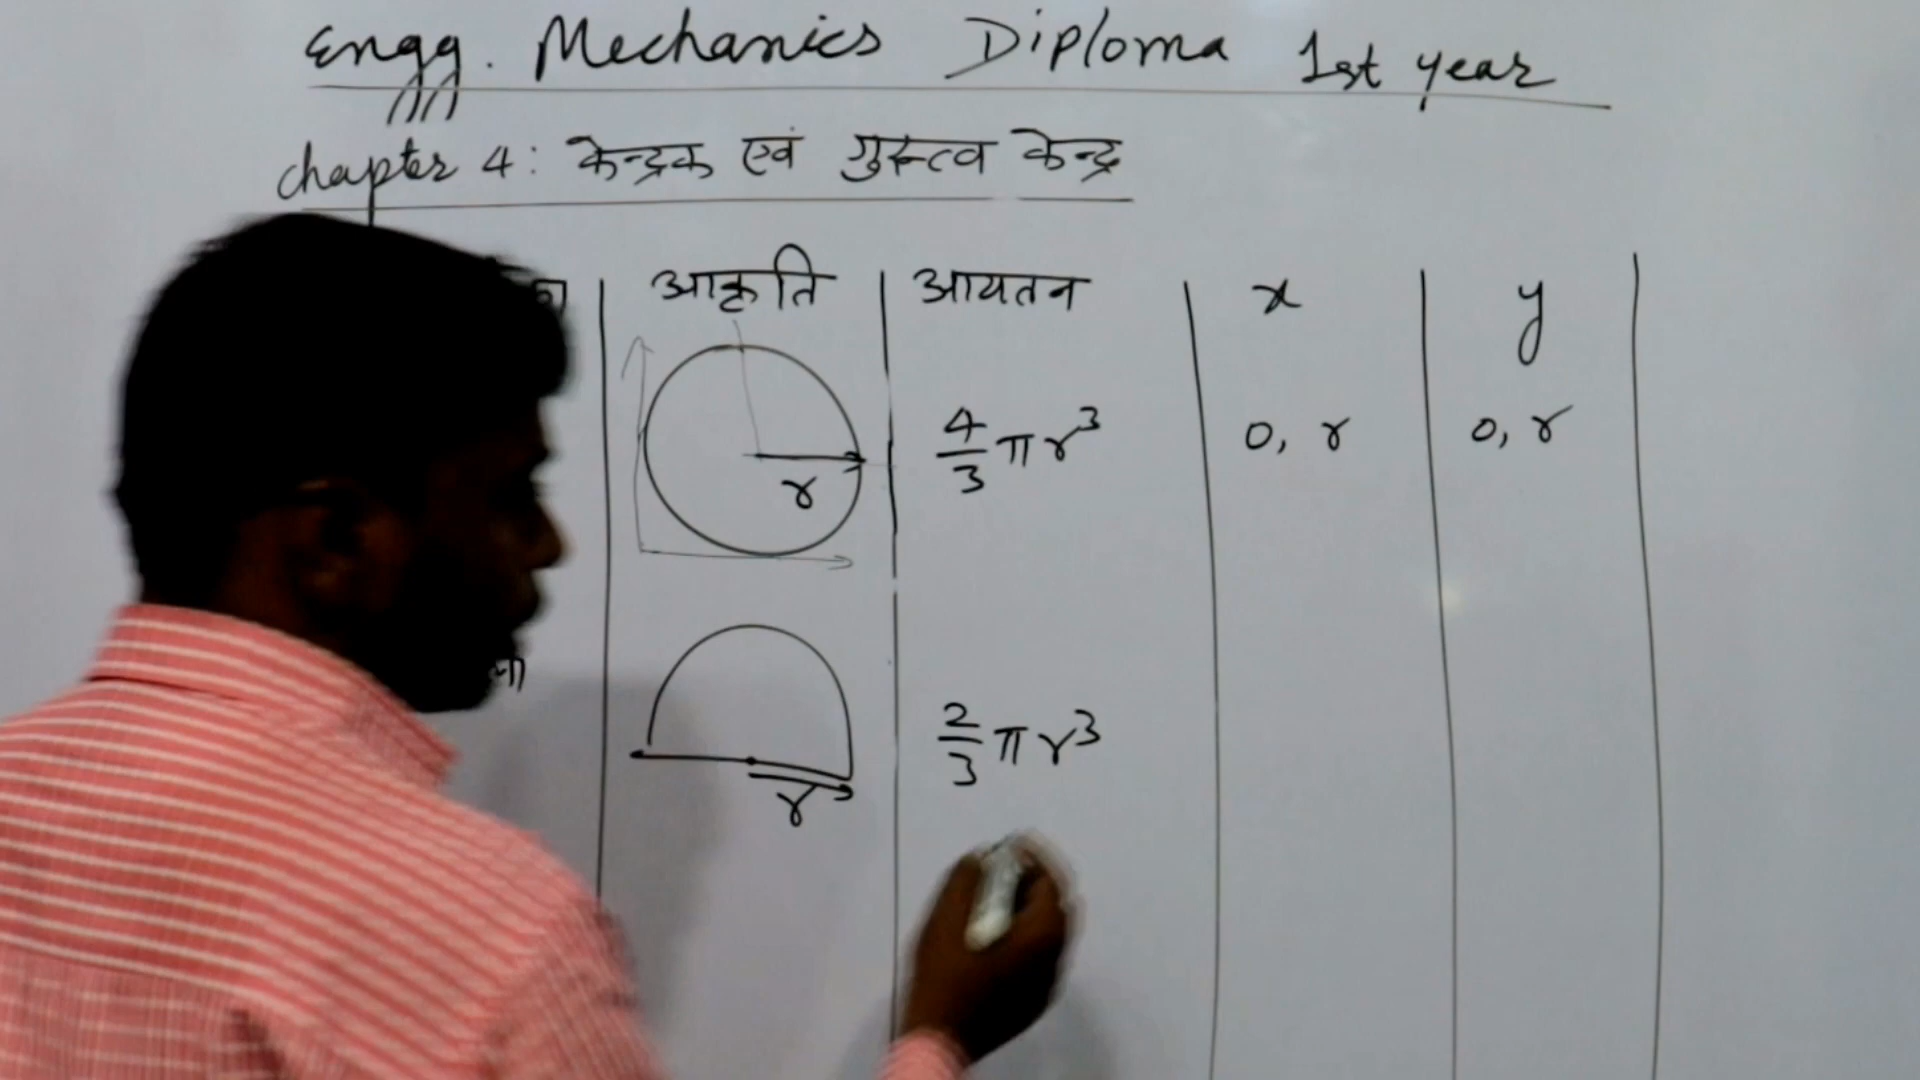 Engg. Mechanics Diploma 1st year
chapter 4: केन्द्रक एवं गुरूत्व केन्द्र
आकृति आयतन x y
r 4/3 πr³ 0, r 0, r
2/3 πr³
r